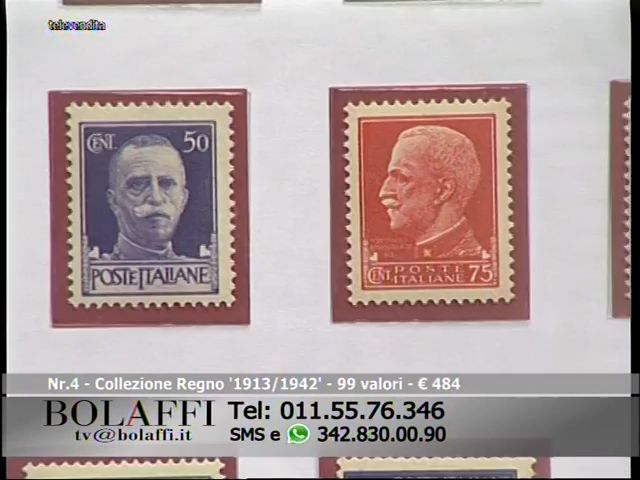 televendita
CENT. 50
POSTE ITALIANE
POSTE
CENT. ITALIANE 75
Nr.4 - Collezione Regno '1913/1942' - 99 valori - € 484
BOLAFFI
tv@bolaffi.it
Tel: 011.55.76.346
SMS e 342.830.00.90